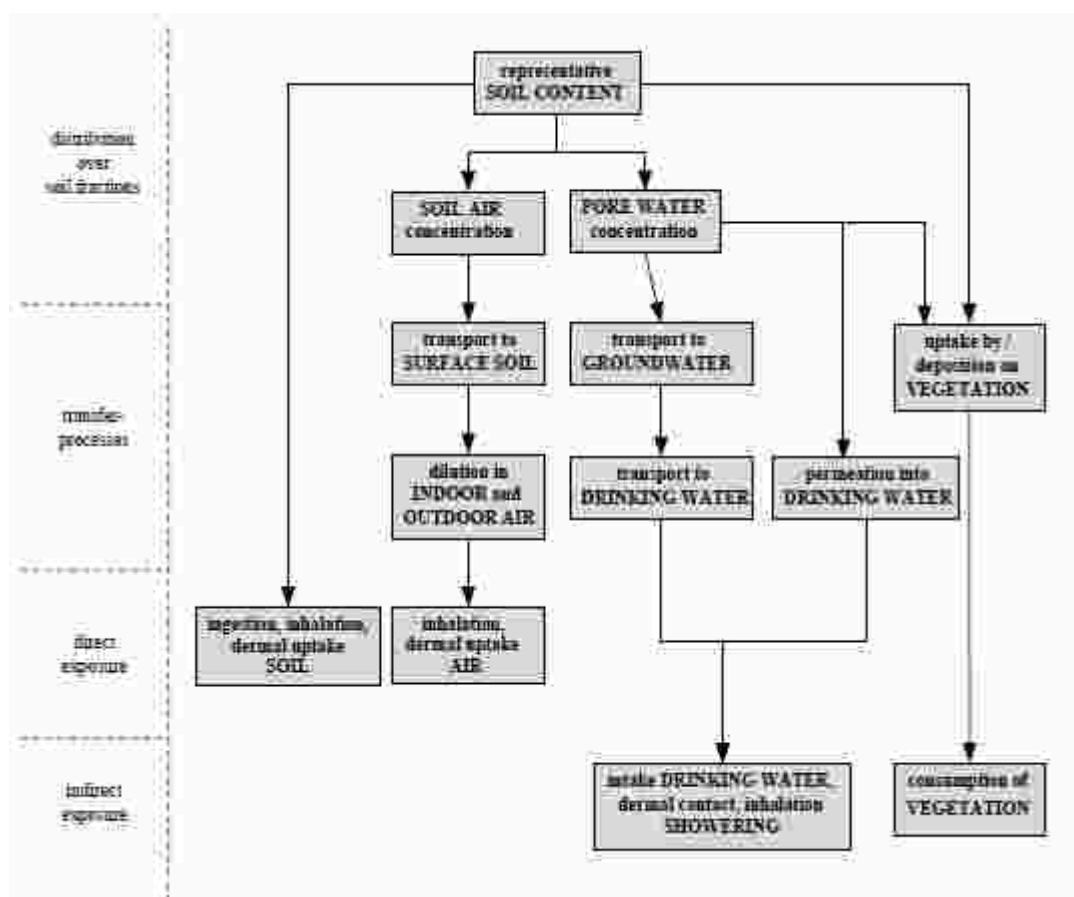 representative
SOIL CONTENT
distribution
over
soil fractions
SOIL AIR
concentration
PORE WATER
concentration
transport to
SURFACE SOIL
transport to
GROUNDWATER
uptake by /
deposition on
VEGETATION
transfer-
processes
dilution in
INDOOR and
OUTDOOR AIR
transport to
DRINKING WATER
permeation into
DRINKING WATER
direct
exposure
ingestion, inhalation,
dermal uptake
SOIL
inhalation,
dermal uptake
AIR
indirect
exposure
intake DRINKING WATER,
dermal contact, inhalation
SHOWERING
consumption of
VEGETATION